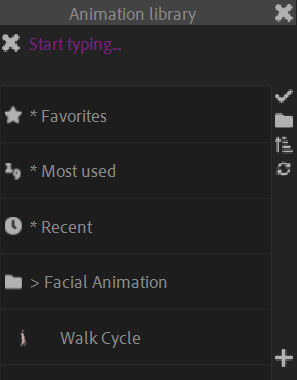 Animation library
Start typing...
* Favorites
* Most used
* Recent
> Facial Animation
Walk Cycle